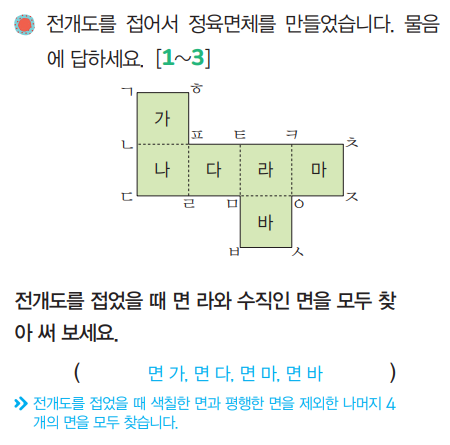 전개도를 접어서 정육면체를 만들었습니다. 물음
에 답하세요. [1~3]
ㄱ ㅎ
가
ㄴ ㅍ ㅌ ㅋ ㅊ
나 다 라 마
ㄷ ㄹ ㅁ ㅇ ㅈ
바
ㅂ ㅅ
전개도를 접었을 때 면 라와 수직인 면을 모두 찾
아 써 보세요.
( 면 가, 면 다, 면 마, 면 바 )
전개도를 접었을 때 색칠한 면과 평행한 면을 제외한 나머지 4
개의 면을 모두 찾습니다.